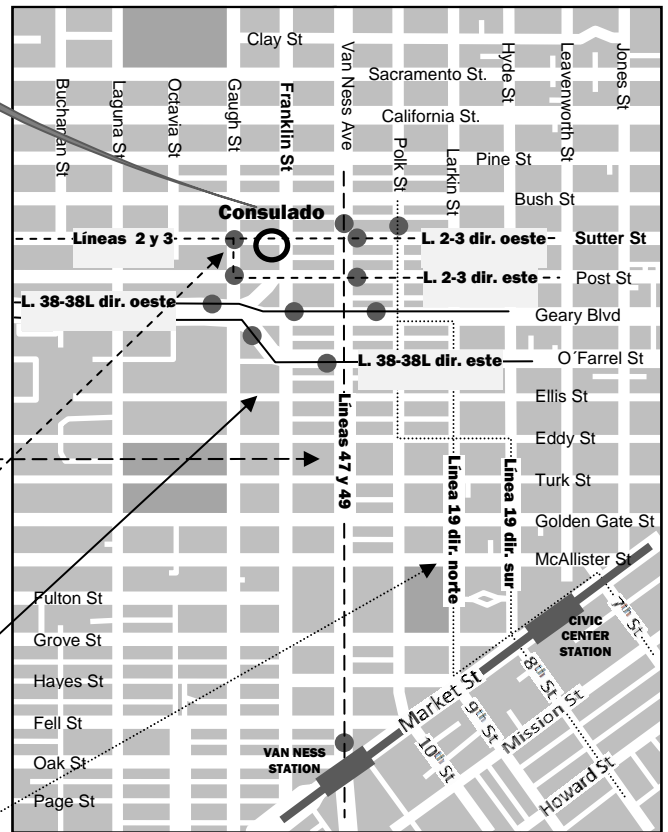 Clay St
Van Ness Ave
Hyde St
Leavenworth St
Jones St
Sacramento St.
Buchanan St
Laguna St
Octavia St
Gaugh St
Franklin St
California St.
Polk St
Larkin St
Pine St
Bush St
Consulado
Líneas 2 y 3
L. 2-3 dir. oeste
Sutter St
L. 2-3 dir. este
Post St
L. 38-38L dir. oeste
Geary Blvd
L. 38-38L dir. este
O´Farrel St
Ellis St
Líneas 47 y 49
Eddy St
Línea 19 dir. norte
Línea 19 dir. sur
Turk St
Golden Gate St
McAllister St
Fulton St
7th St
CIVIC
CENTER
STATION
Grove St
Hayes St
Market St
8th St
9th St
Mission St
Fell St
10th St
VAN NESS
STATION
Oak St
Howard St
Page St